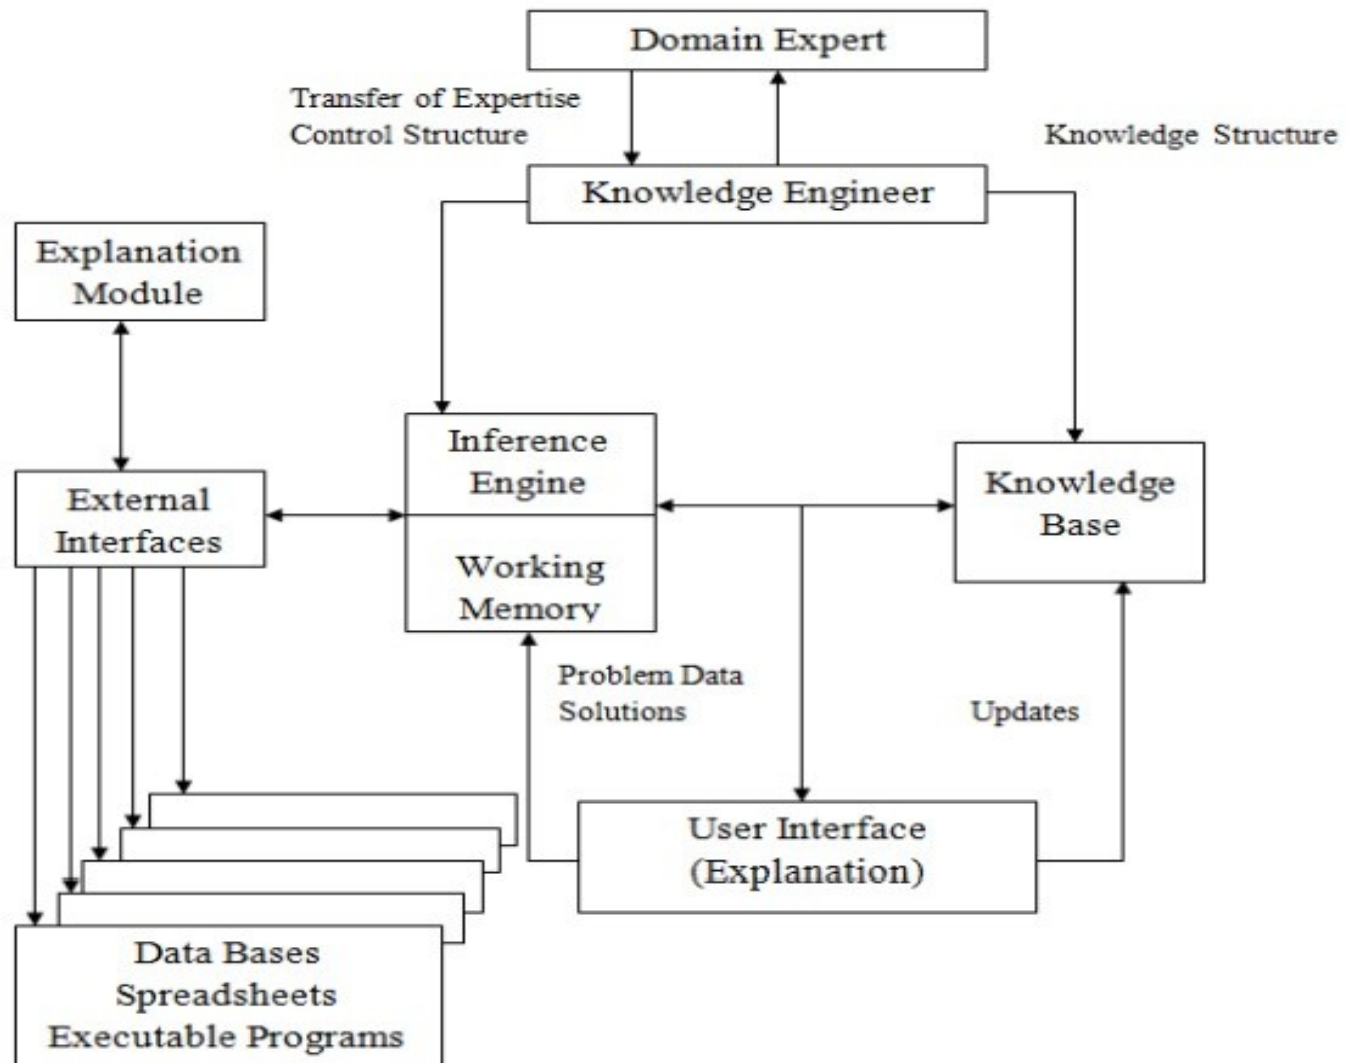 Domain Expert
Transfer of Expertise
Control Structure
Knowledge Structure
Knowledge Engineer
Explanation
Module
Inference
Engine
Knowledge
Base
External
Interfaces
Working
Memory
Problem Data
Solutions
Updates
User Interface
(Explanation)
Data Bases
Spreadsheets
Executable Programs